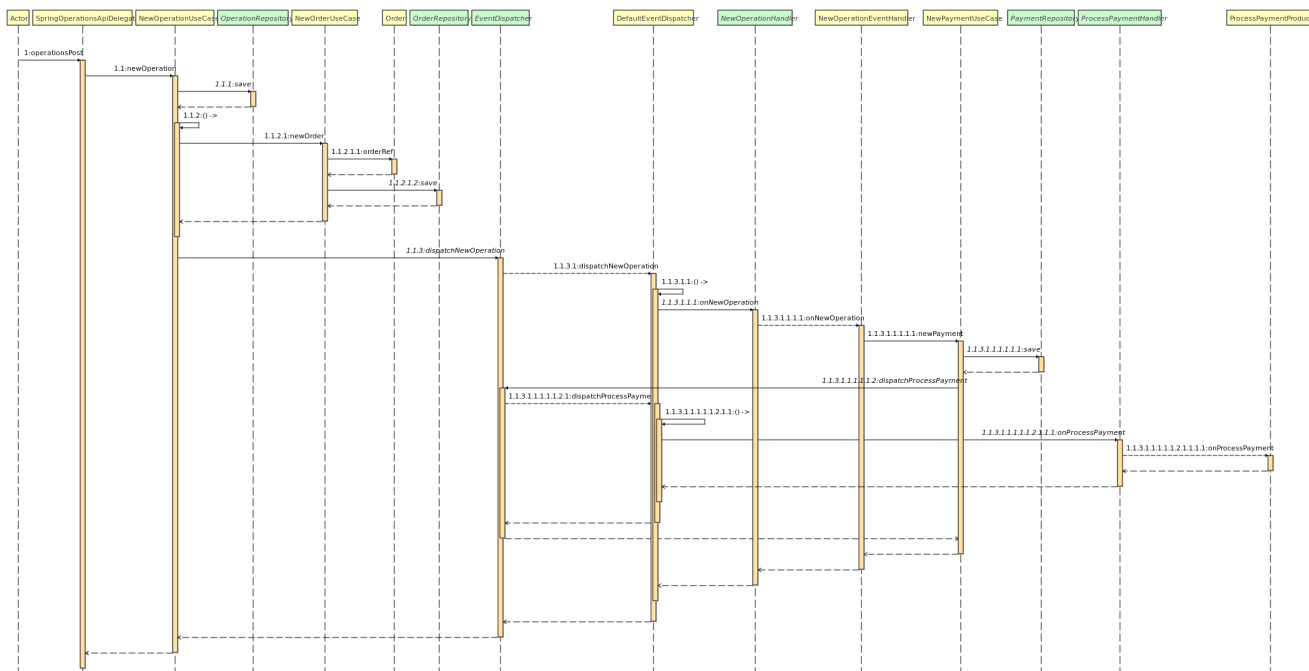 Actor
SpringOperationsApiDelegat
NewOperationUseCase
OperationRepository
NewOrderUseCase
Order
OrderRepository
EventDispatcher
DefaultEventDispatcher
NewOperationHandler
NewOperationEventHandler
NewPaymentUseCase
PaymentRepository
ProcessPaymentHandler
ProcessPaymentProduc
1:operationsPost
1.1:newOperation
1.1.1:save
1.1.2:() ->
1.1.2.1:newOrder
1.1.2.1.1:orderRef
1.1.2.1.2:save
1.1.3:dispatchNewOperation
1.1.3.1:dispatchNewOperation
1.1.3.1.1:() ->
1.1.3.1.1.1:onNewOperation
1.1.3.1.1.1.1:onNewOperation
1.1.3.1.1.1.1.1:newPayment
1.1.3.1.1.1.1.1.1:save
1.1.3.1.1.1.1.1.2:dispatchProcessPayment
1.1.3.1.1.1.1.1.2.1:dispatchProcessPayme
1.1.3.1.1.1.1.1.2.1.1:() ->
1.1.3.1.1.1.1.1.2.1.1.1:onProcessPayment
1.1.3.1.1.1.1.1.2.1.1.1.1:onProcessPayment